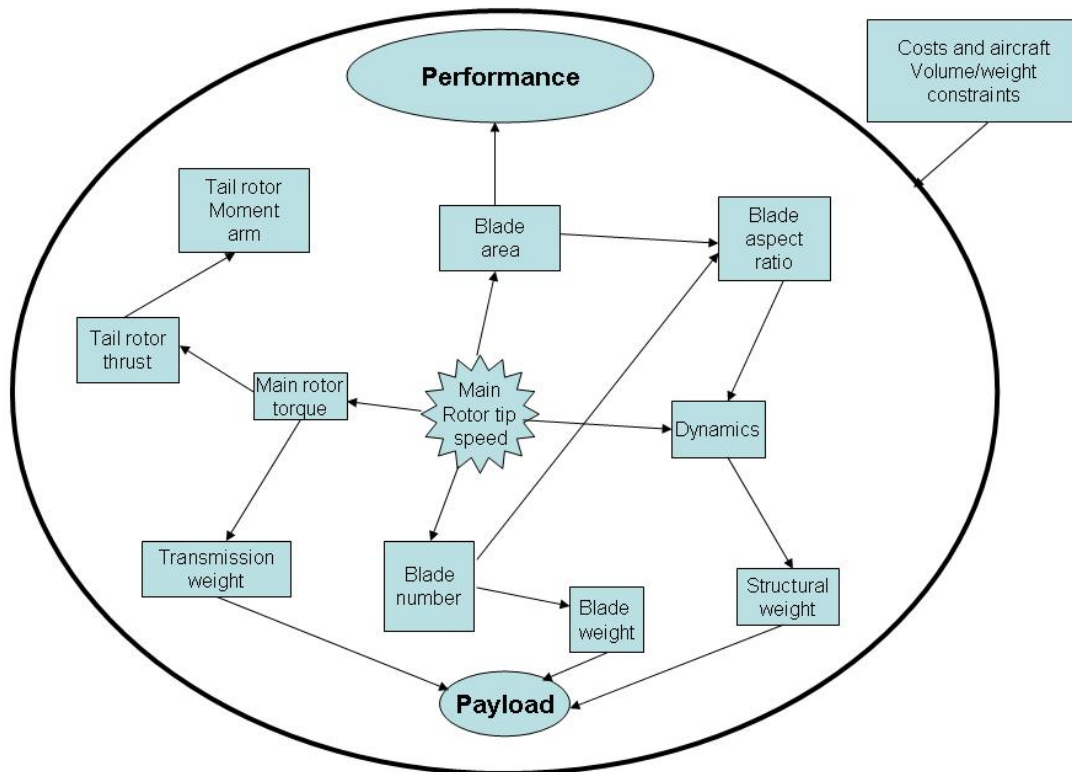 Performance
Costs and aircraft
Volume/weight
constraints
Tail rotor
Moment
arm
Blade
area
Blade
aspect
ratio
Tail rotor
thrust
Main rotor
torque
Main
Rotor tip
speed
Dynamics
Transmission
weight
Blade
number
Blade
weight
Structural
weight
Payload